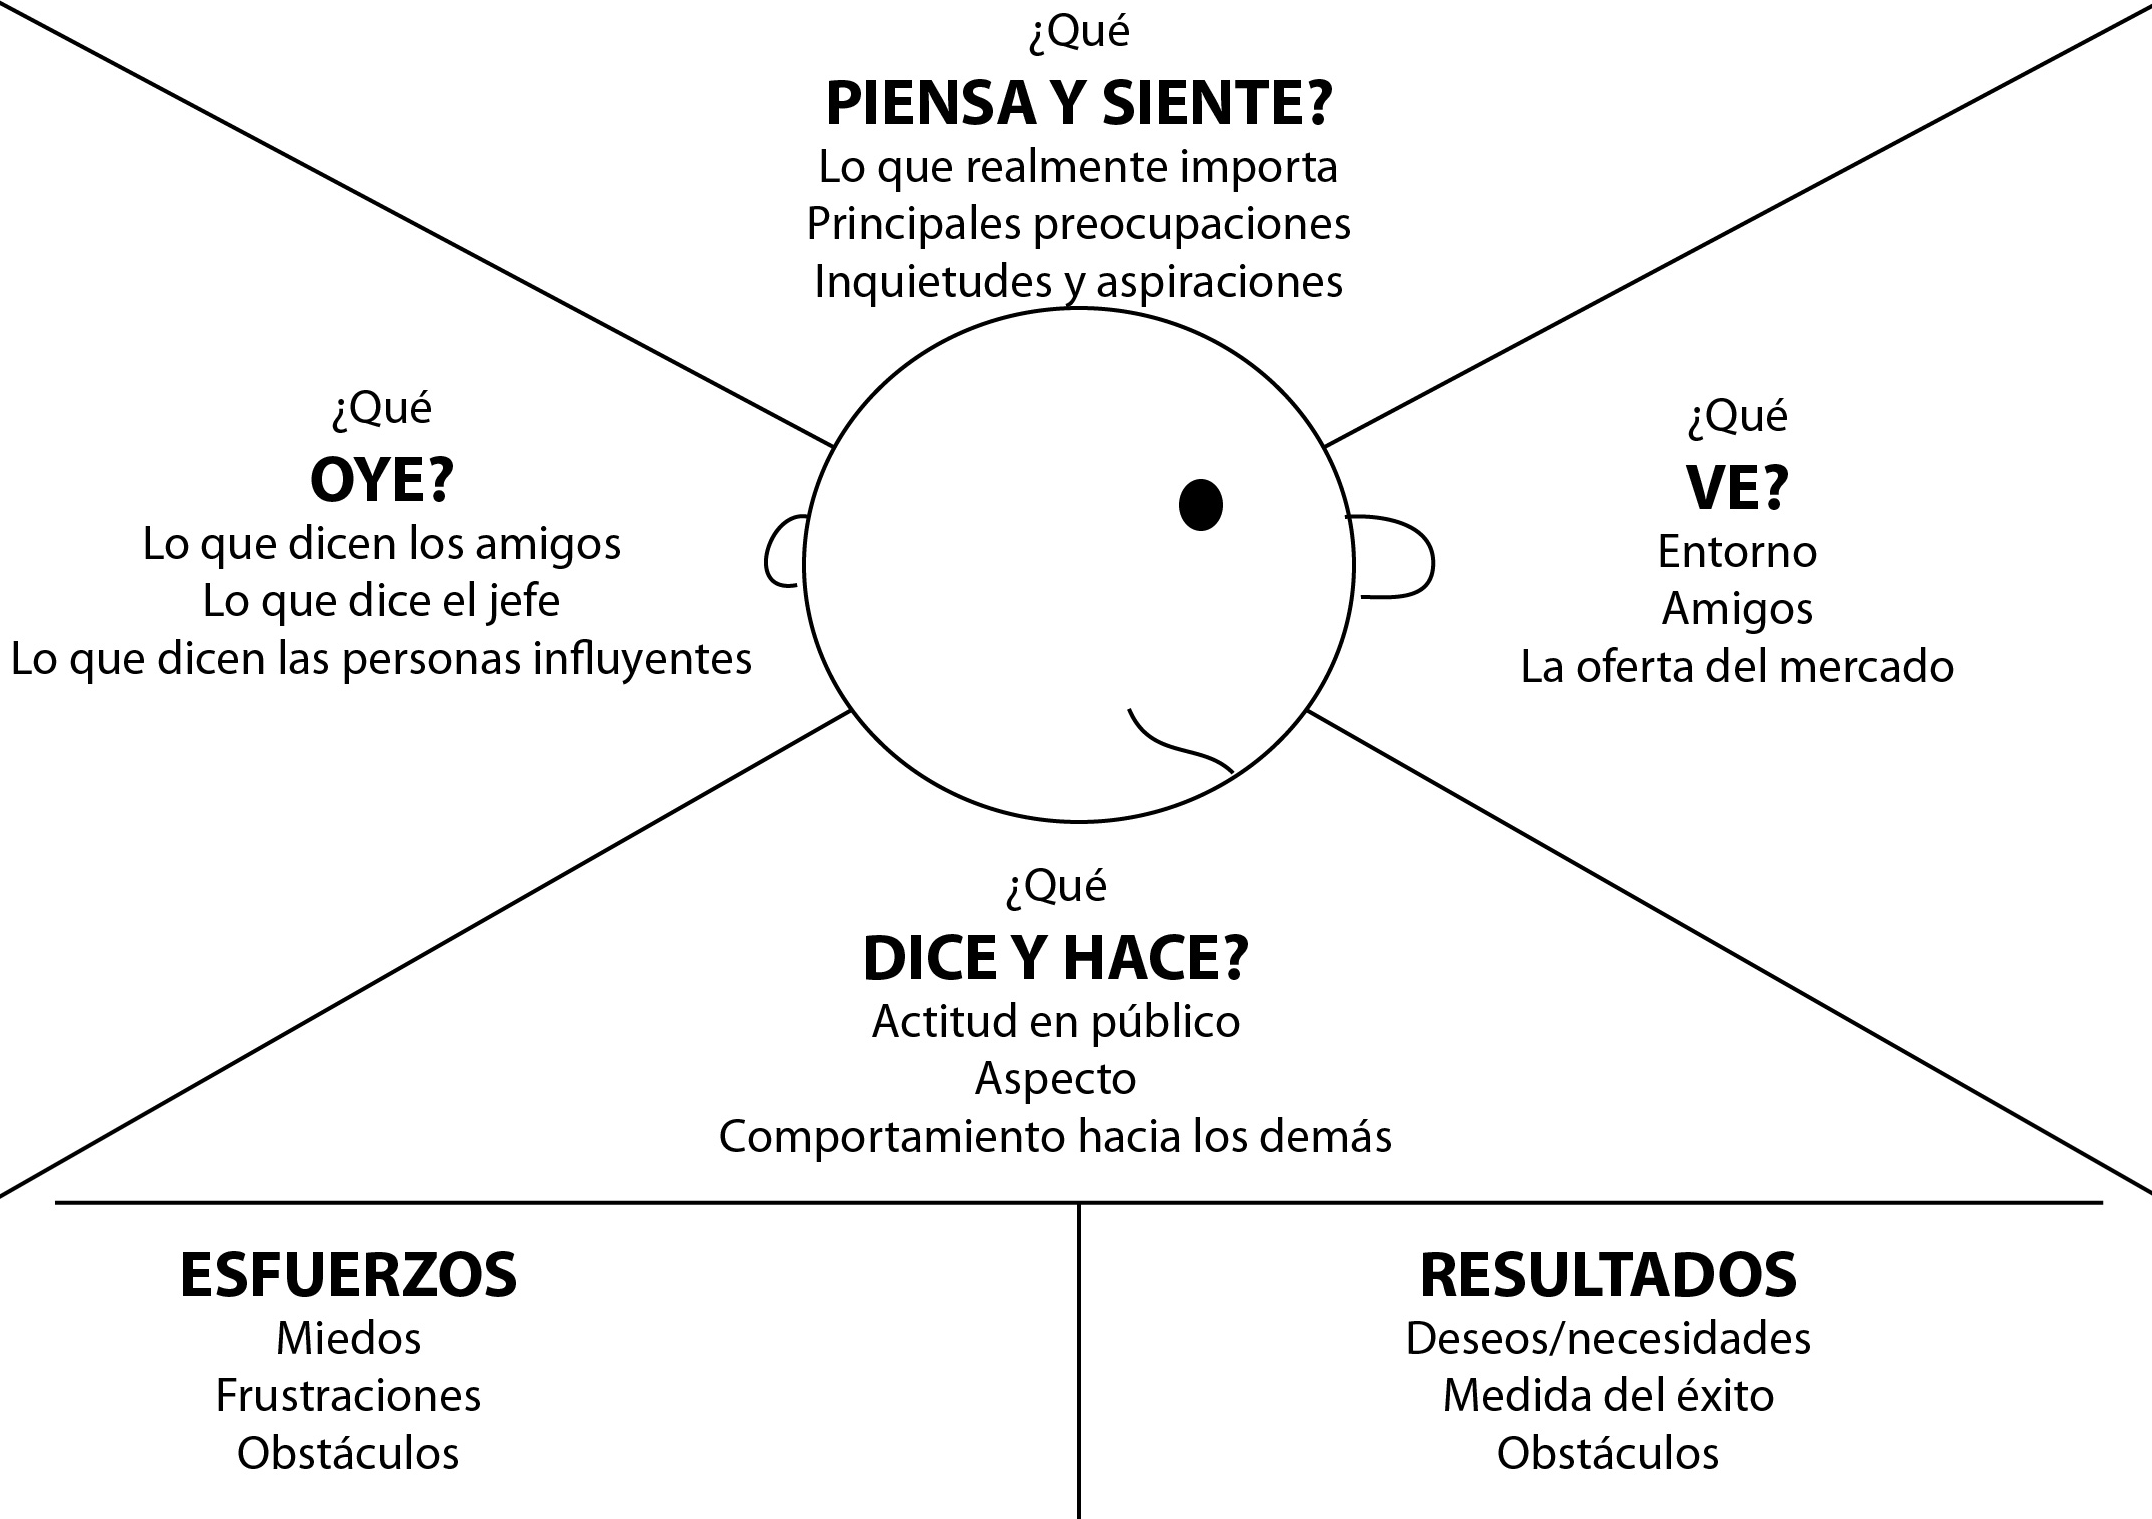 ¿Qué
PIENSA Y SIENTE?
Lo que realmente importa
Principales preocupaciones
Inquietudes y aspiraciones
¿Qué
OYE?
Lo que dicen los amigos
Lo que dice el jefe
Lo que dicen las personas influyentes
¿Qué
VE?
Entorno
Amigos
La oferta del mercado
¿Qué
DICE Y HACE?
Actitud en público
Aspecto
Comportamiento hacia los demás
ESFUERZOS
Miedos
Frustraciones
Obstáculos
RESULTADOS
Deseos/necesidades
Medida del éxito
Obstáculos